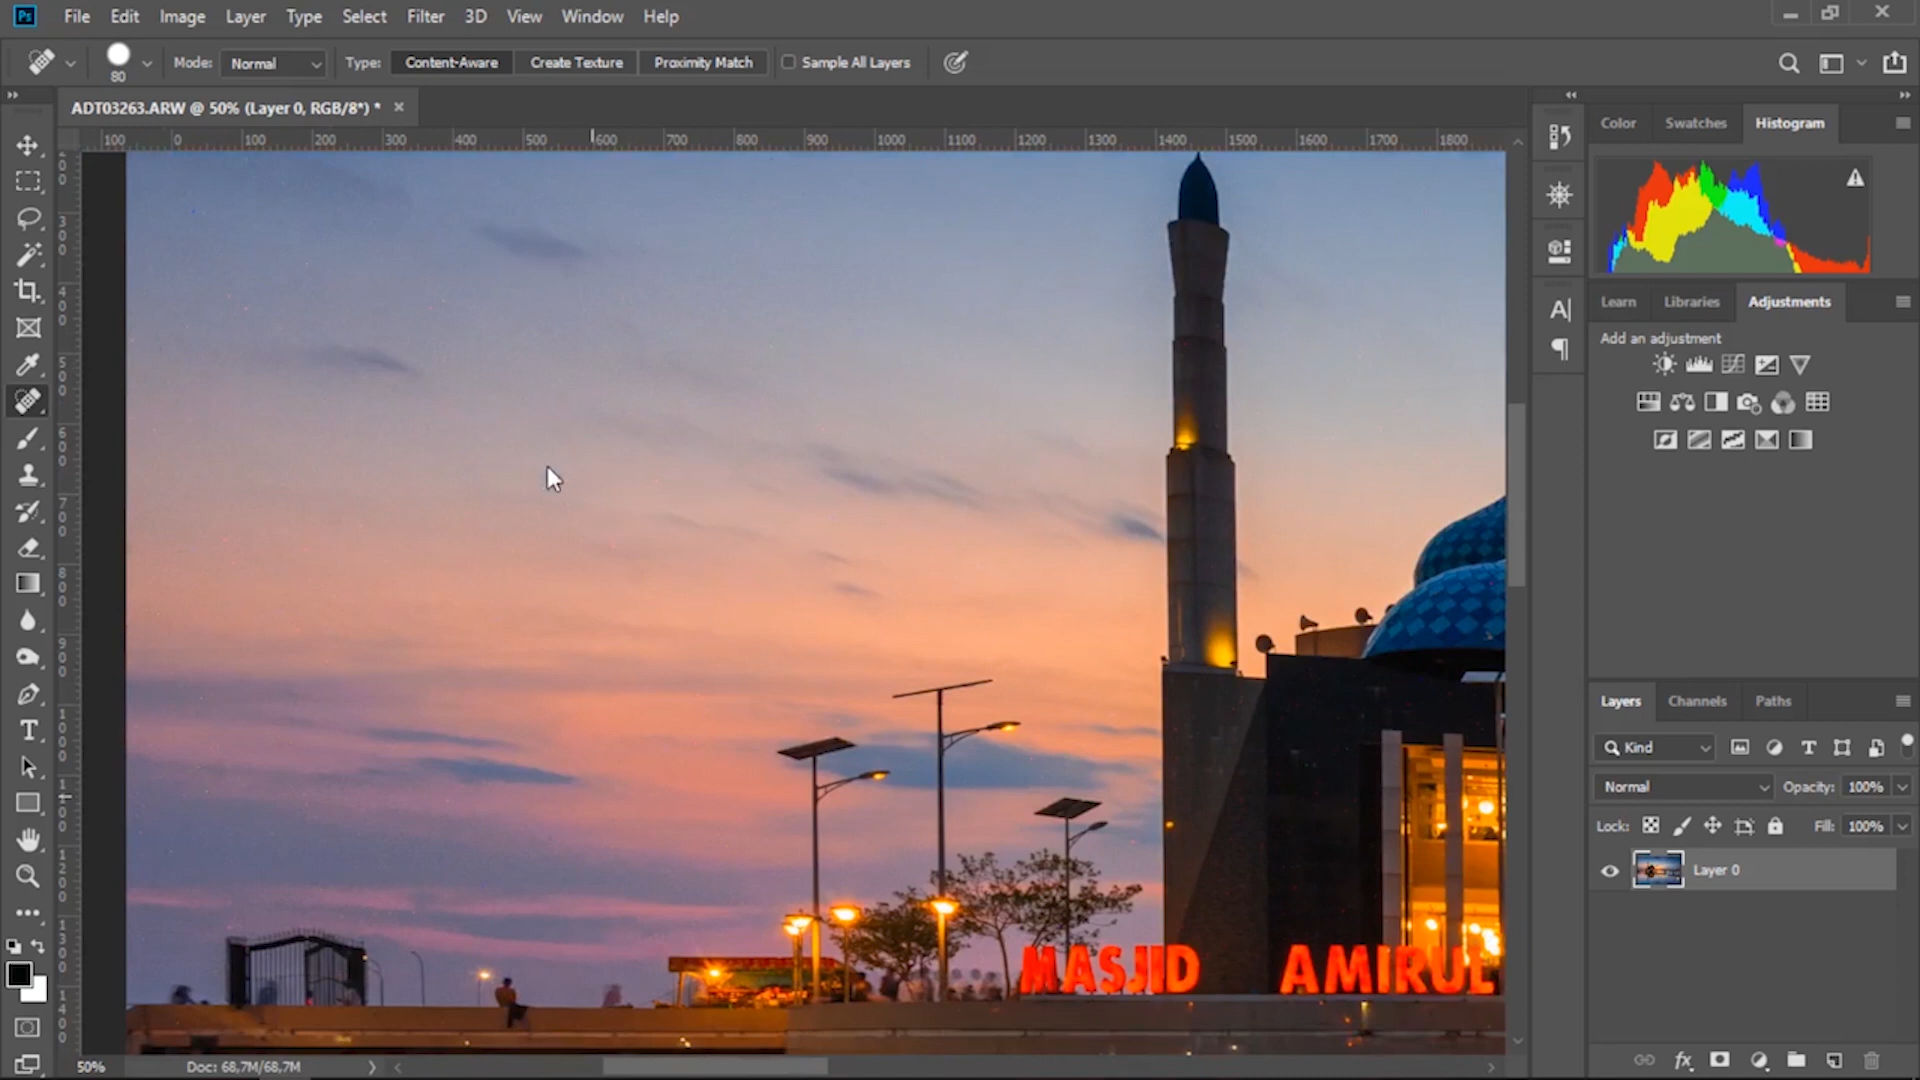 Ps File Edit Image Layer Type Select Filter 3D View Window Help
80 Mode: Normal Type: Content-Aware Create Texture Proximity Match Sample All Layers
ADT03263.ARW @ 50% (Layer 0, RGB/8*) * ×
100 0 100 200 300 400 500 600 700 800 900 1000 1100 1200 1300 1400 1500 1600 1700 1800
Color Swatches Histogram
Learn Libraries Adjustments
Add an adjustment
Layers Channels Paths
Kind
Normal Opacity: 100%
Lock: Fill: 100%
Layer 0
MASJID AMIRUL
50% Doc: 68,7M/68,7M